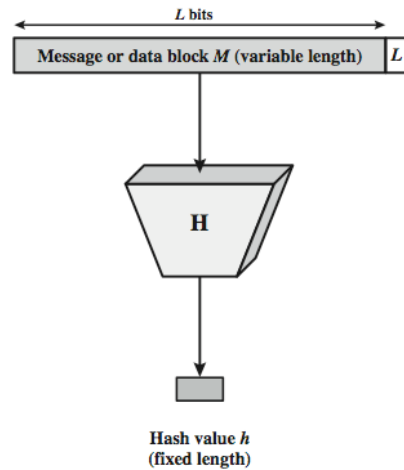 L bits
Message or data block M (variable length) L
H
Hash value h
(fixed length)